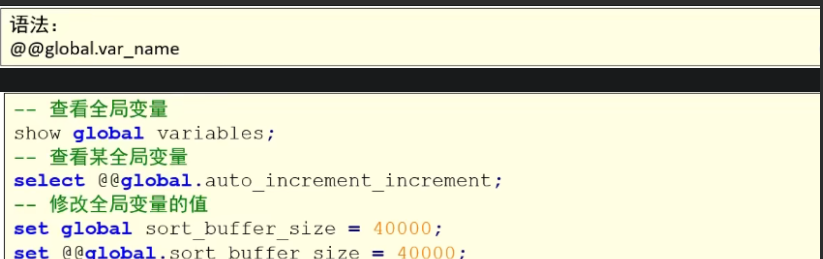 语法：
@@global.var_name
-- 查看全局变量
show global variables;
-- 查看某全局变量
select @@global.auto_increment_increment;
-- 修改全局变量的值
set global sort_buffer_size = 40000;
set @@global.sort_buffer_size = 40000;